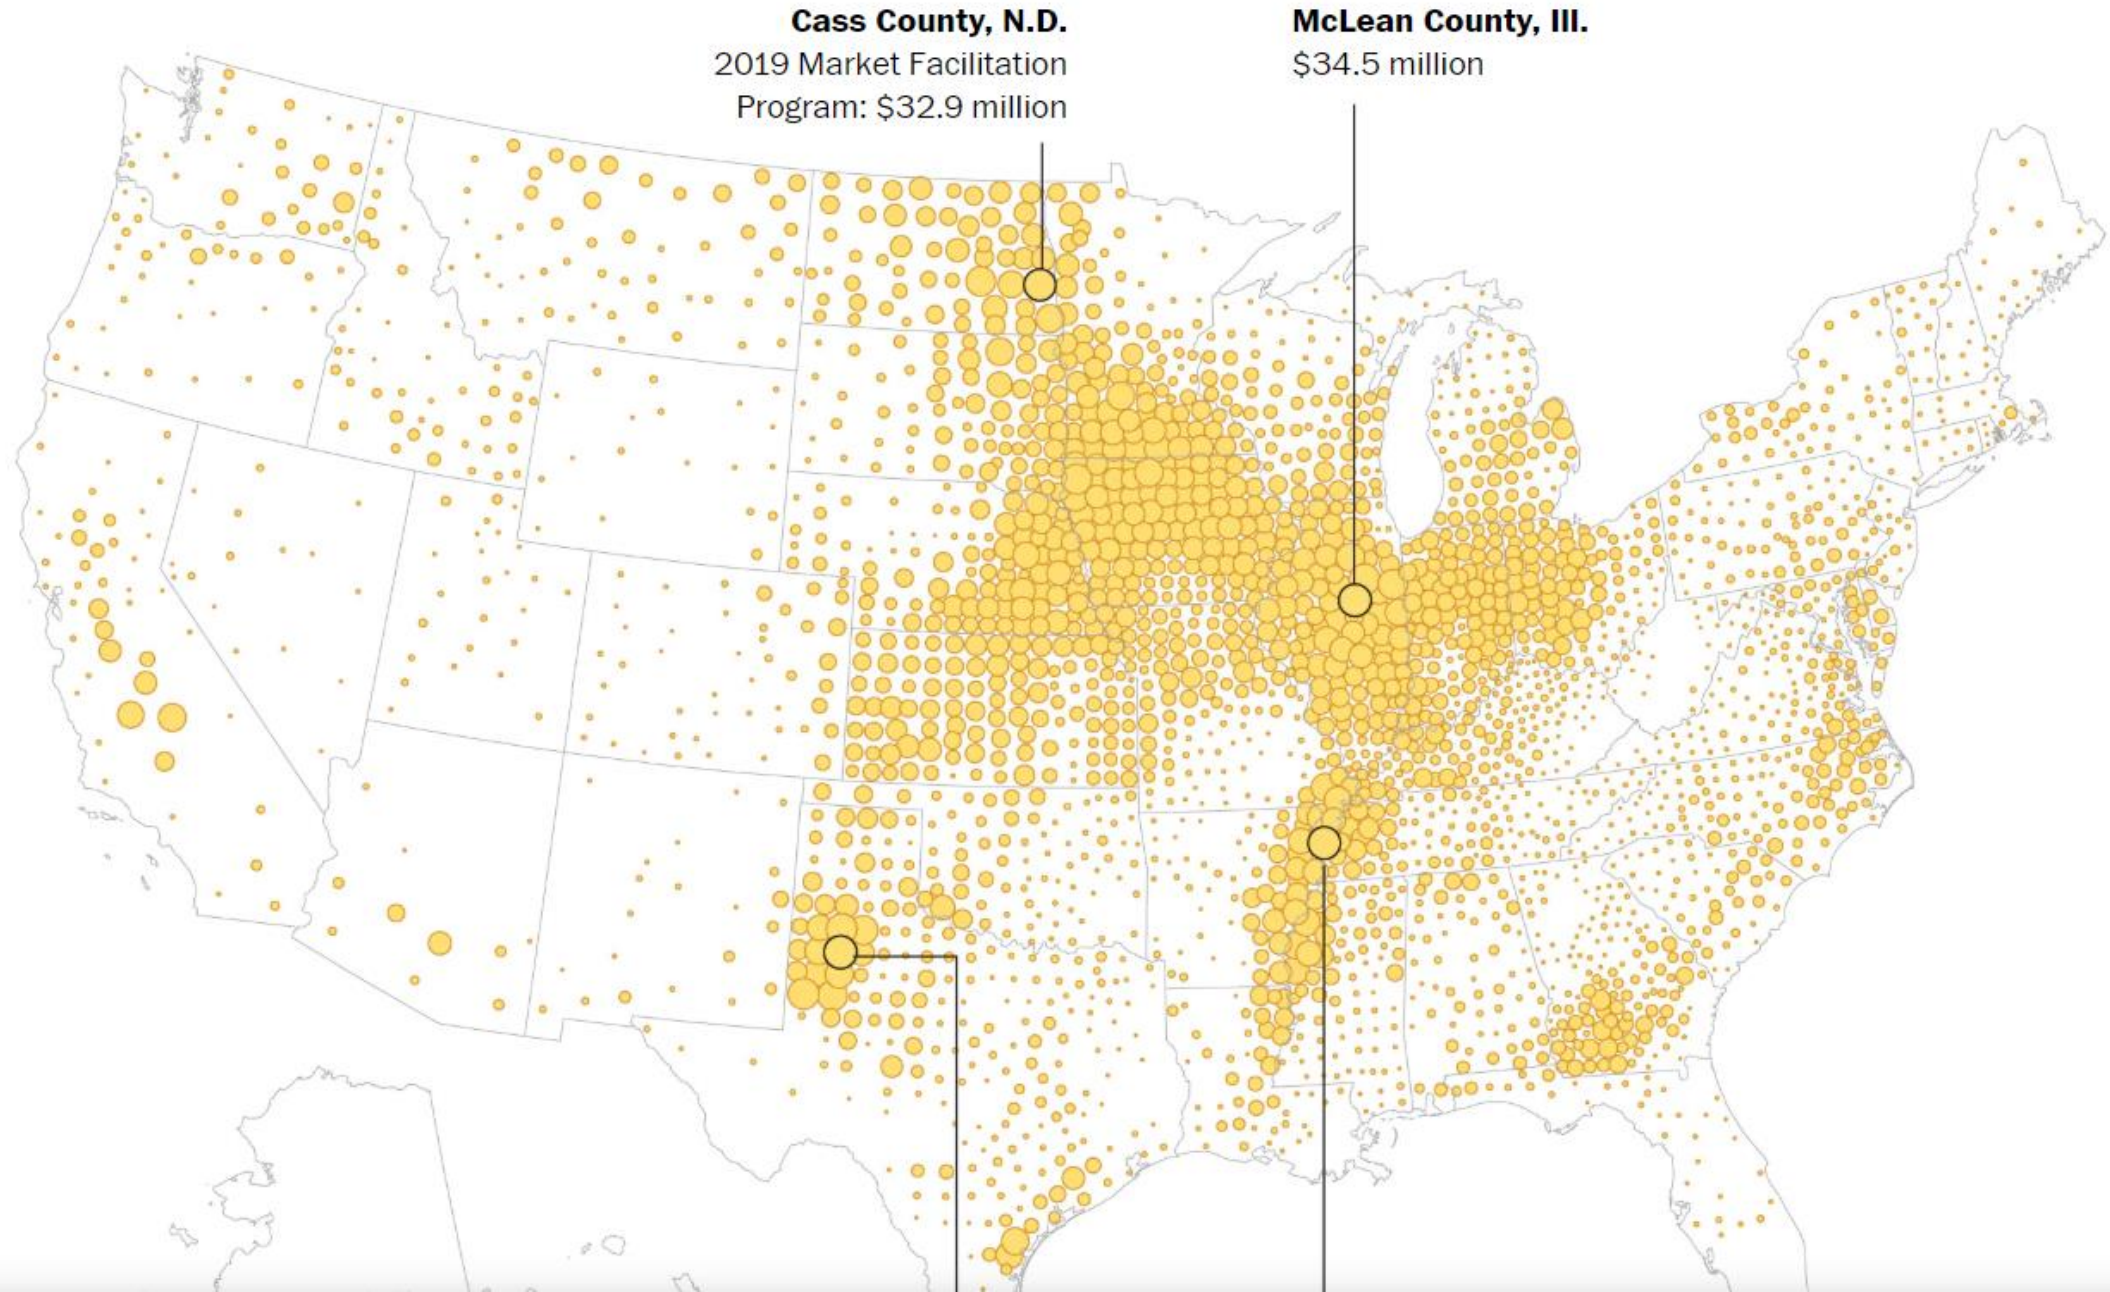 Cass County, N.D.
2019 Market Facilitation
Program: $32.9 million
McLean County, Ill.
$34.5 million